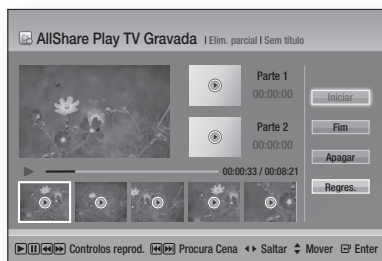 AllShare Play TV Gravada | Elim. parcial | Sem título
Parte 1
00:00:00
Iniciar
Parte 2
00:00:00
Fim
Apagar
00:00:33 / 00:08:21
Regres.
Controlos reprod. Procura Cena Saltar Mover Enter